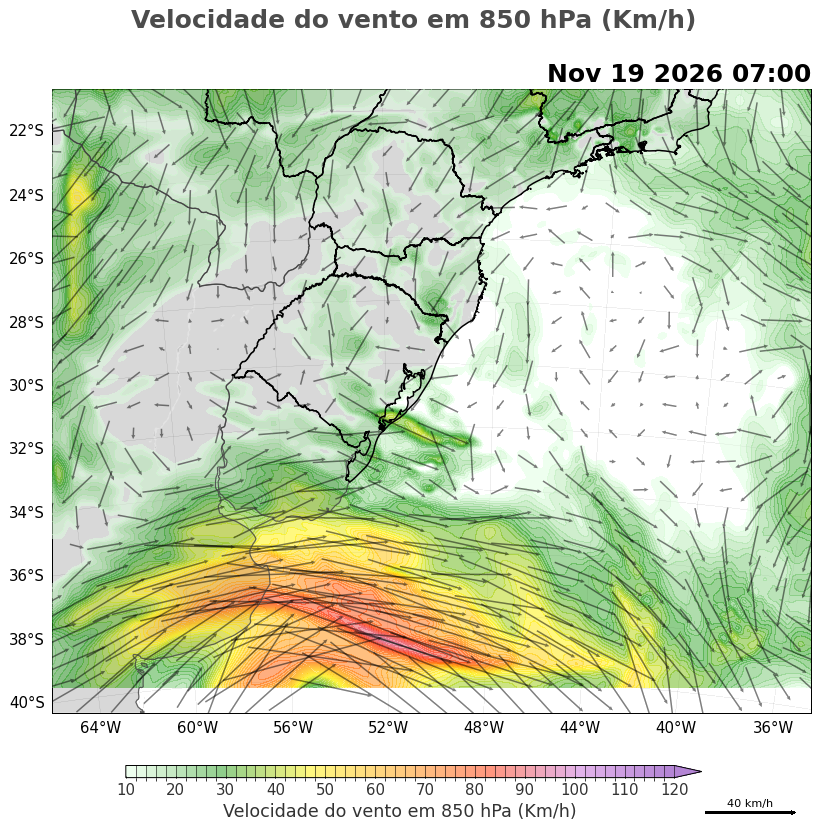 Velocidade do vento em 850 hPa (Km/h)
Nov 19 2026 07:00
22°S
24°S
26°S
28°S
30°S
32°S
34°S
36°S
38°S
40°S
64°W 60°W 56°W 52°W 48°W 44°W 40°W 36°W
10 20 30 40 50 60 70 80 90 100 110 120
Velocidade do vento em 850 hPa (Km/h)
40 km/h